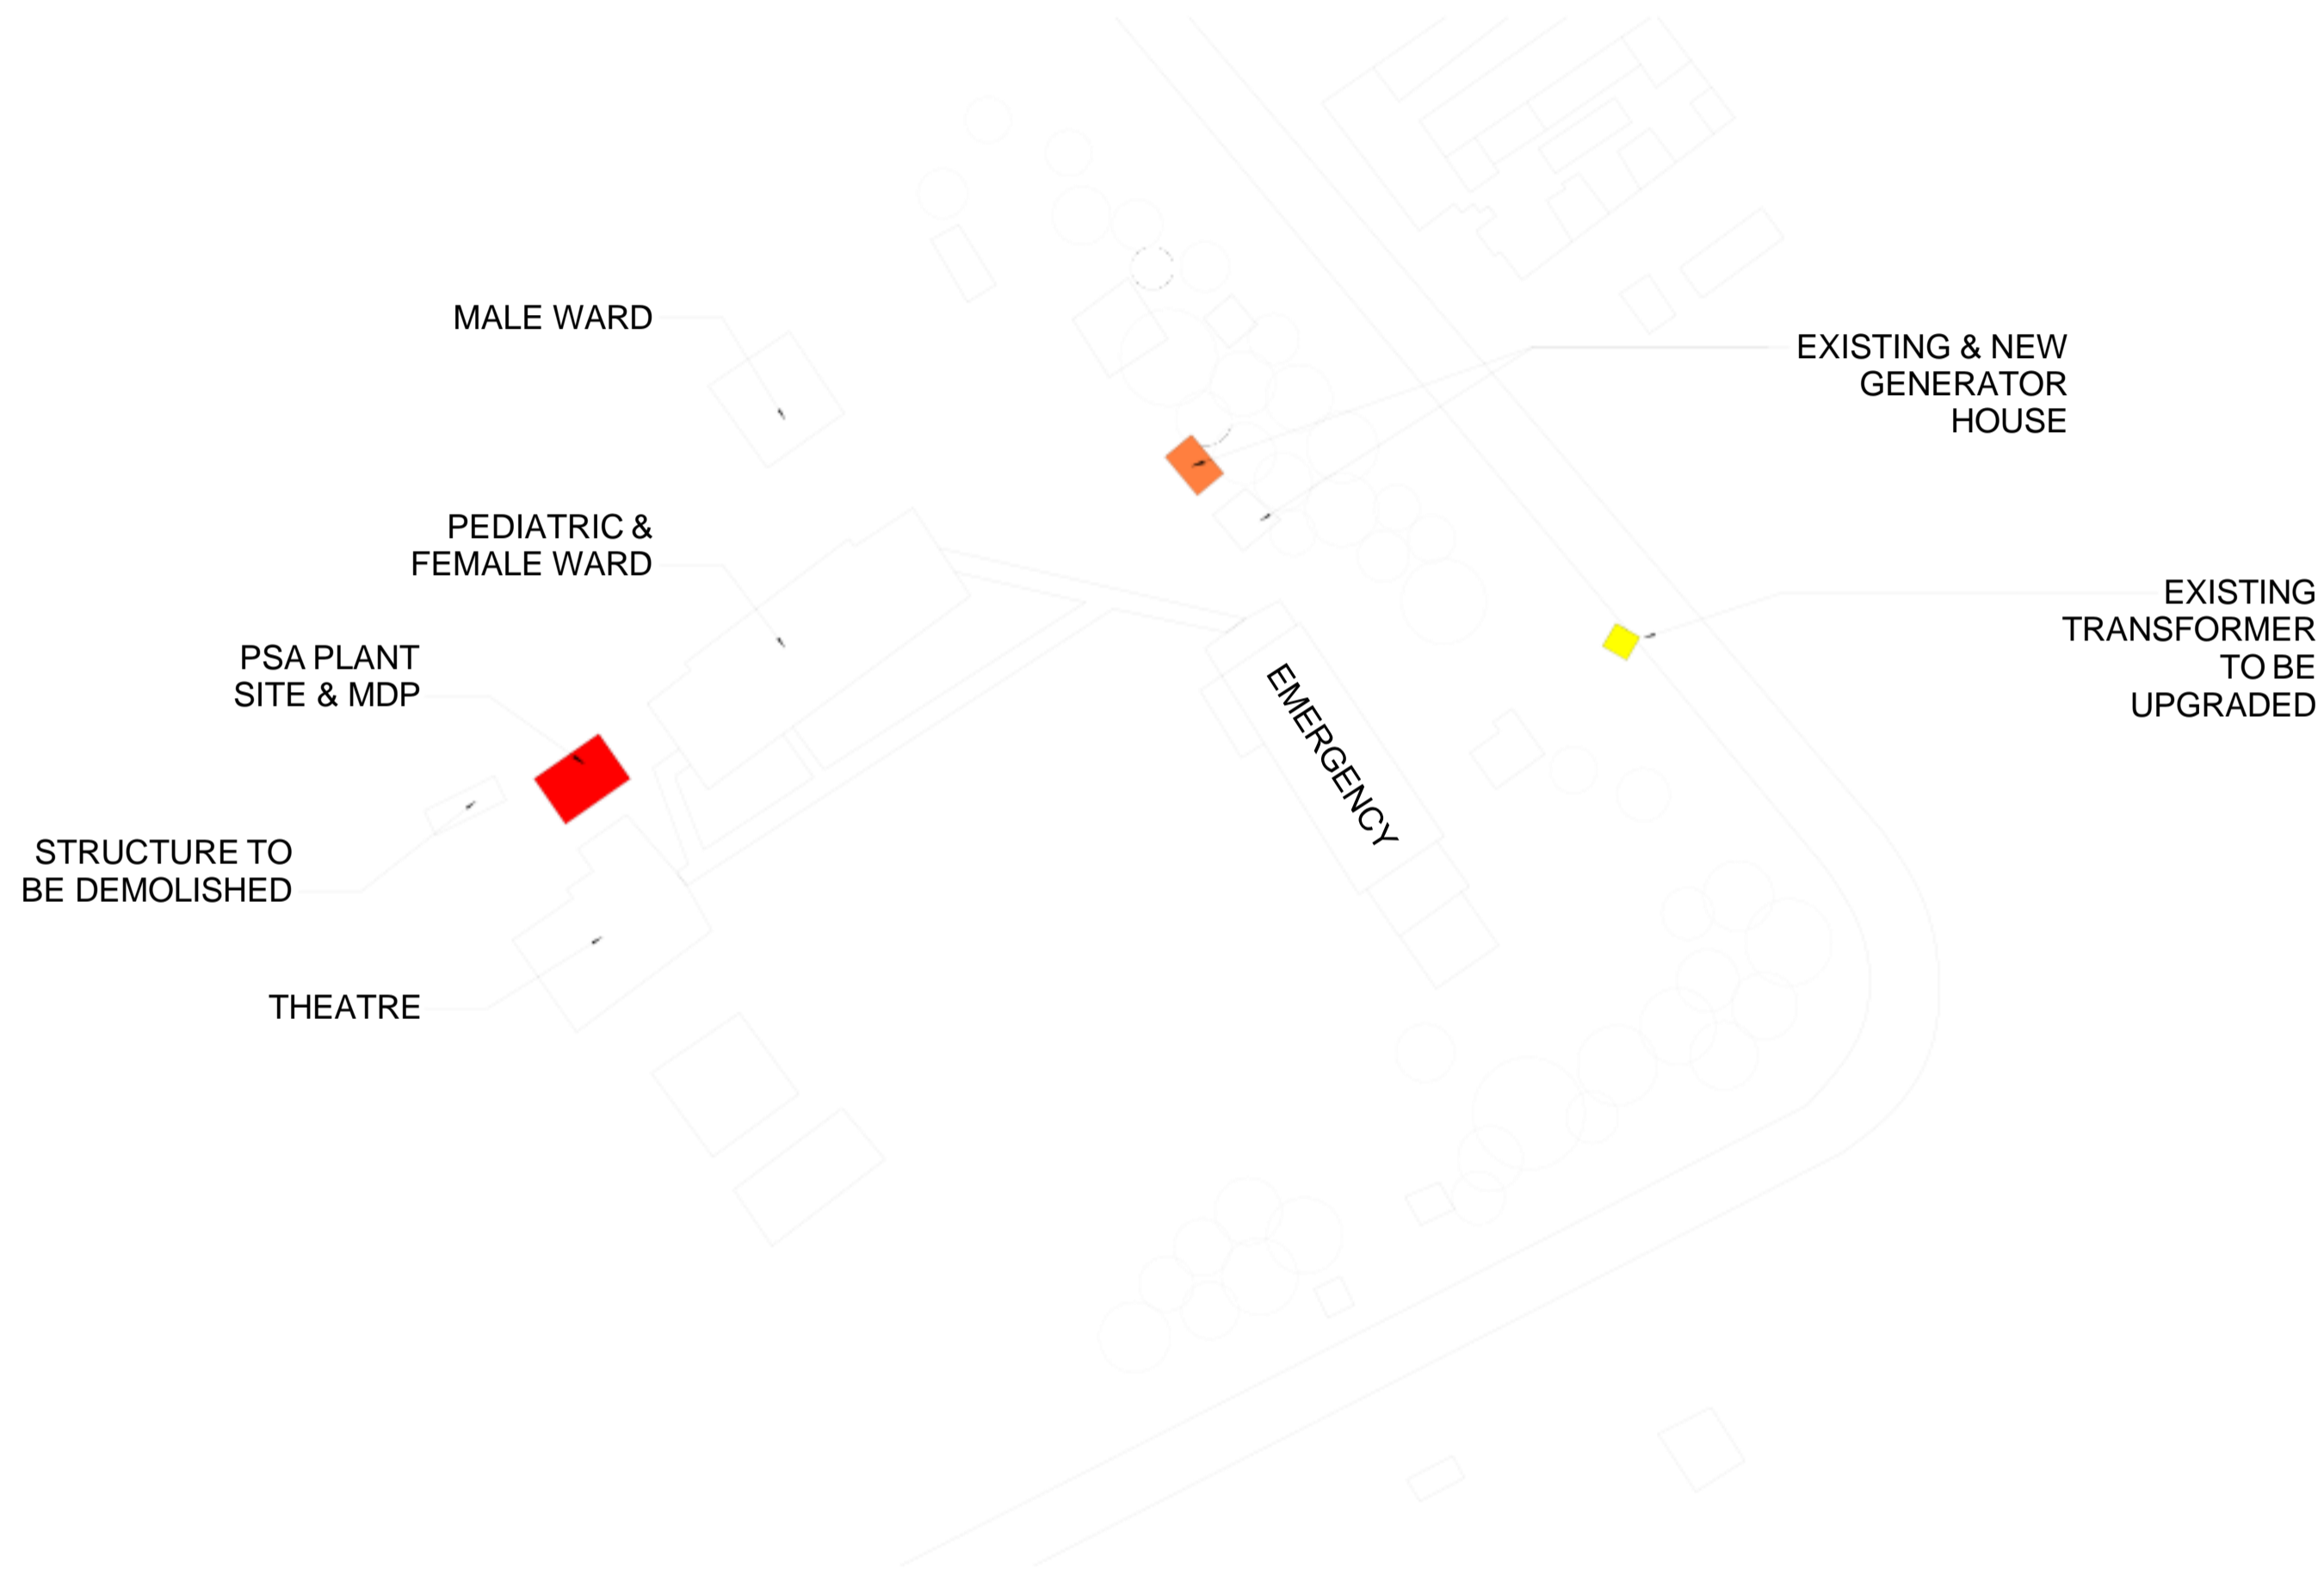 MALE WARD
EXISTING & NEW
GENERATOR
HOUSE
PEDIATRIC &
FEMALE WARD
EXISTING
TRANSFORMER
TO BE
UPGRADED
PSA PLANT
SITE & MDP
EMERGENCY
STRUCTURE TO
BE DEMOLISHED
THEATRE